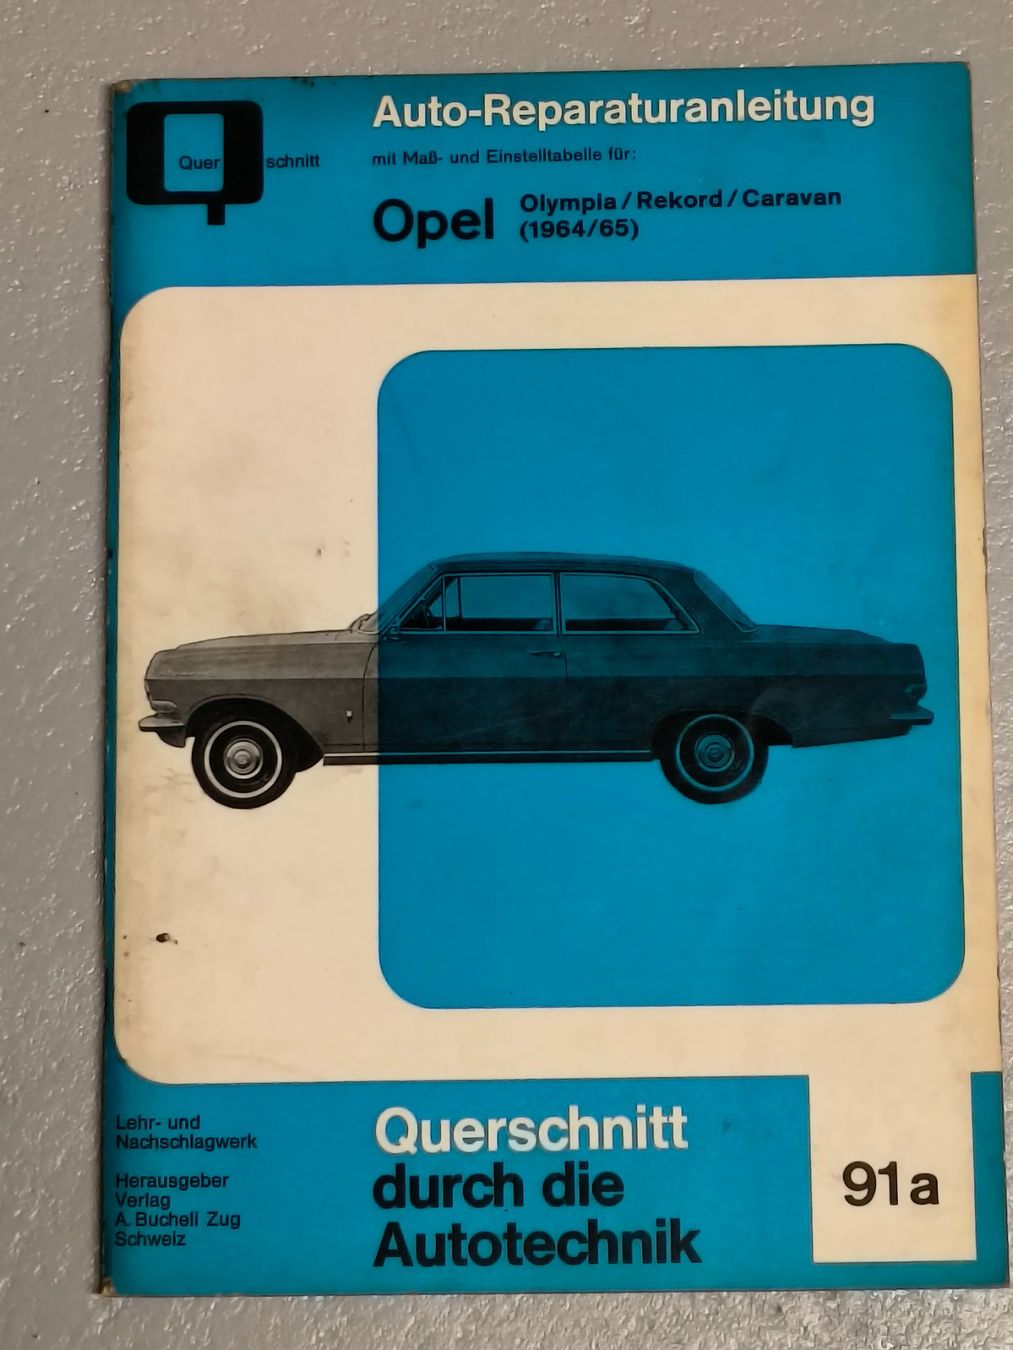 Quer schnitt
Auto-Reparaturanleitung
mit Maß- und Einstelltabelle für:
Opel
Olympia / Rekord / Caravan
(1964/65)
Lehr- und
Nachschlagwerk
Herausgeber
Verlag
A. Bucheli Zug
Schweiz
Querschnitt
durch die
Autotechnik
91a